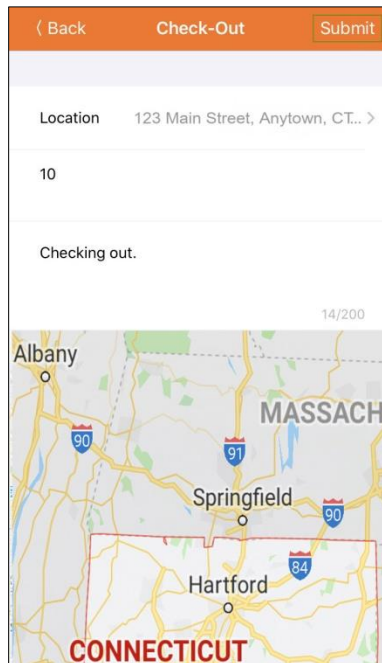 Back Check-Out Submit
Location 123 Main Street, Anytown, CT...
10
Checking out.
14/200
Albany
MASSACH
90
91
Springfield
90
84
Hartford
CONNECTICUT